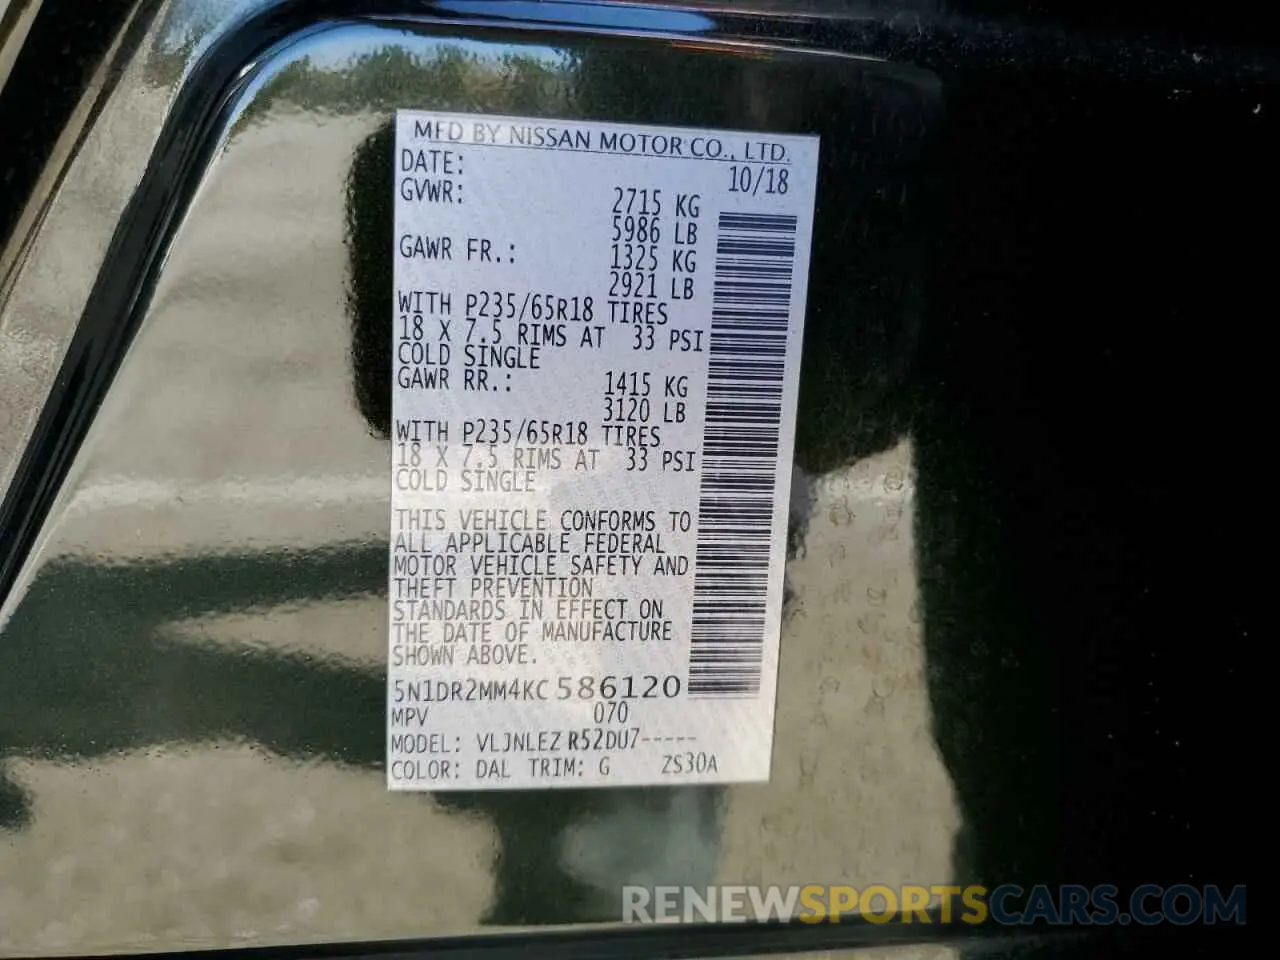 MFD BY NISSAN MOTOR CO., LTD.
DATE: 10/18
GVWR: 2715 KG
5986 LB
GAWR FR.: 1325 KG
2921 LB
WITH P235/65R18 TIRES
18 X 7.5 RIMS AT 33 PSI
COLD SINGLE
GAWR RR.: 1415 KG
3120 LB
WITH P235/65R18 TIRES
18 X 7.5 RIMS AT 33 PSI
COLD SINGLE
THIS VEHICLE CONFORMS TO
ALL APPLICABLE FEDERAL
MOTOR VEHICLE SAFETY AND
THEFT PREVENTION
STANDARDS IN EFFECT ON
THE DATE OF MANUFACTURE
SHOWN ABOVE.
5N1DR2MM4KC 586120
MPV 070
MODEL: VLJNLEZ R52DU7-----
COLOR: DAL TRIM: G ZS30A
RENEWSPORTSCARS.COM